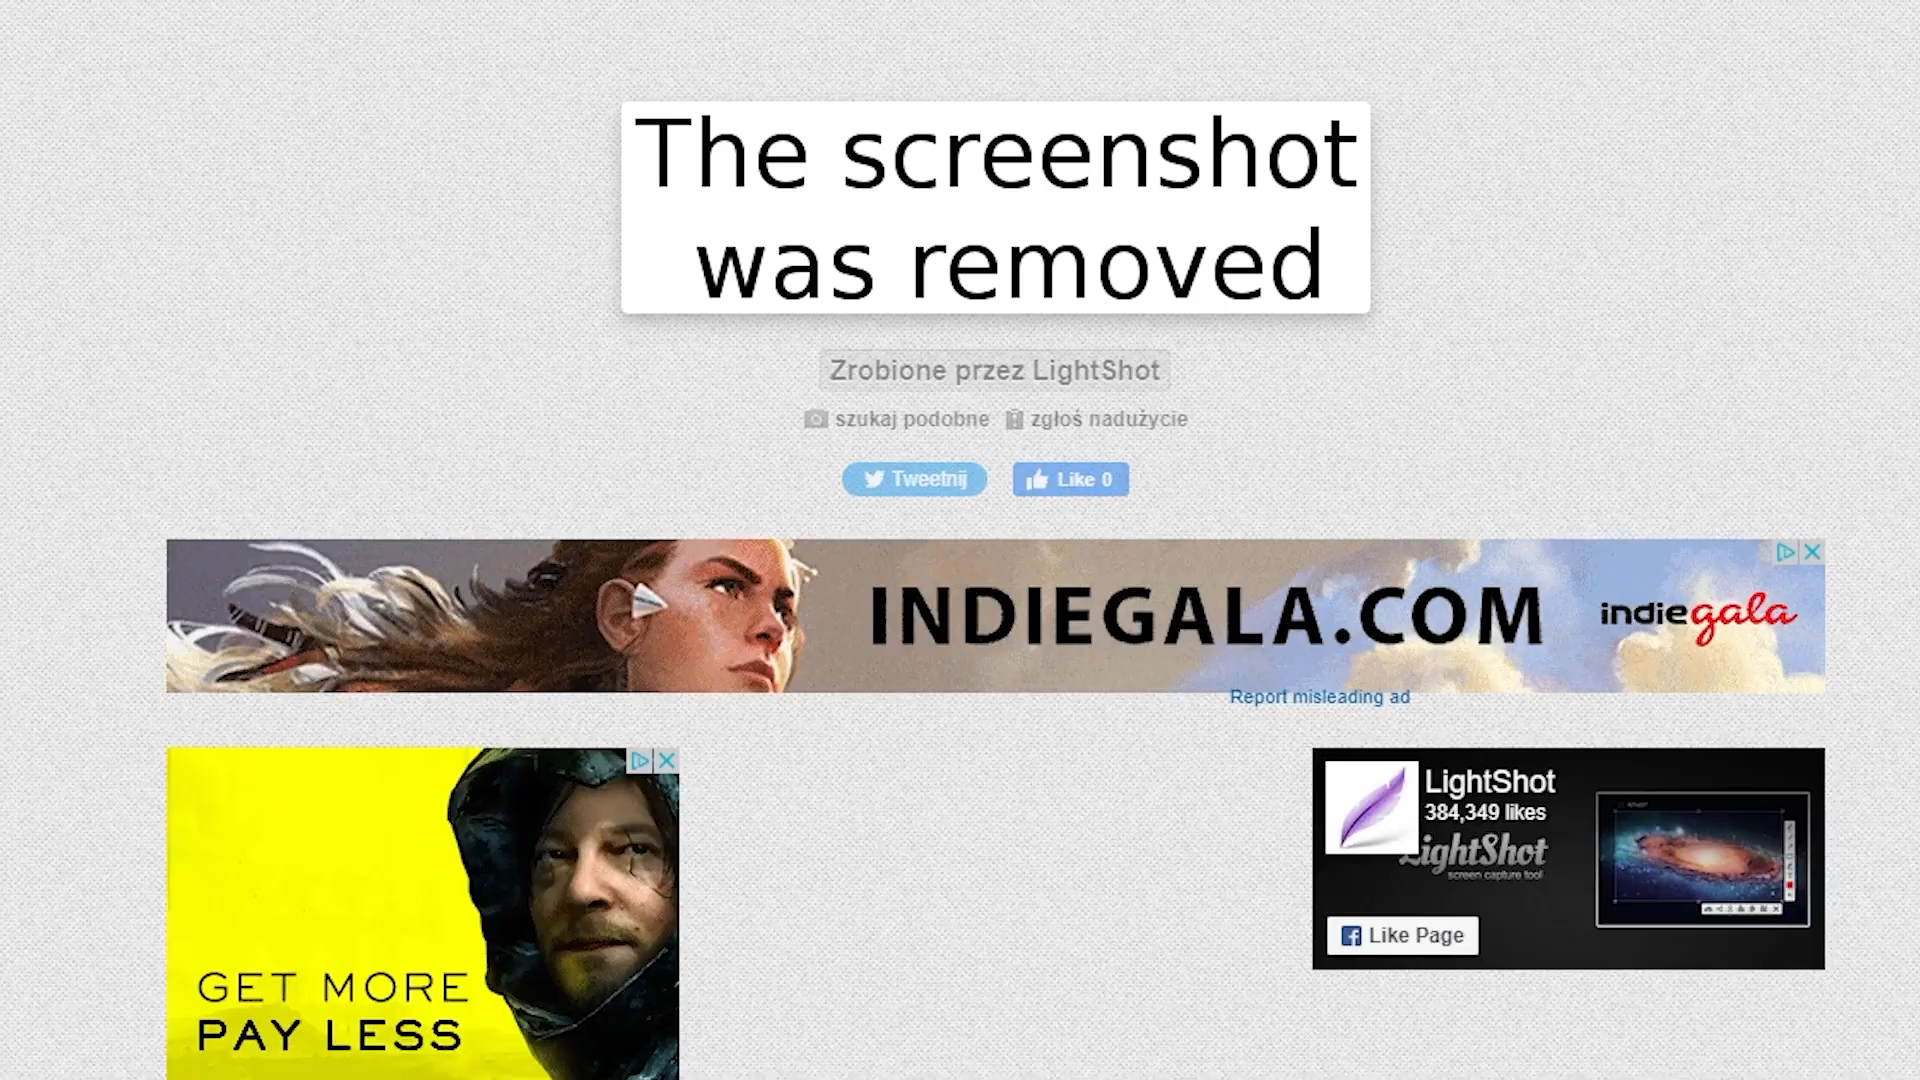 The screenshot
was removed
Zrobione przez LightShot
szukaj podobne zgłoś nadużycie
Tweetnij Like 0
INDIEGALA.COM indiegala
Report misleading ad
LightShot
384,349 likes
LightShot
screen capture tool
Like Page
GET MORE
PAY LESS